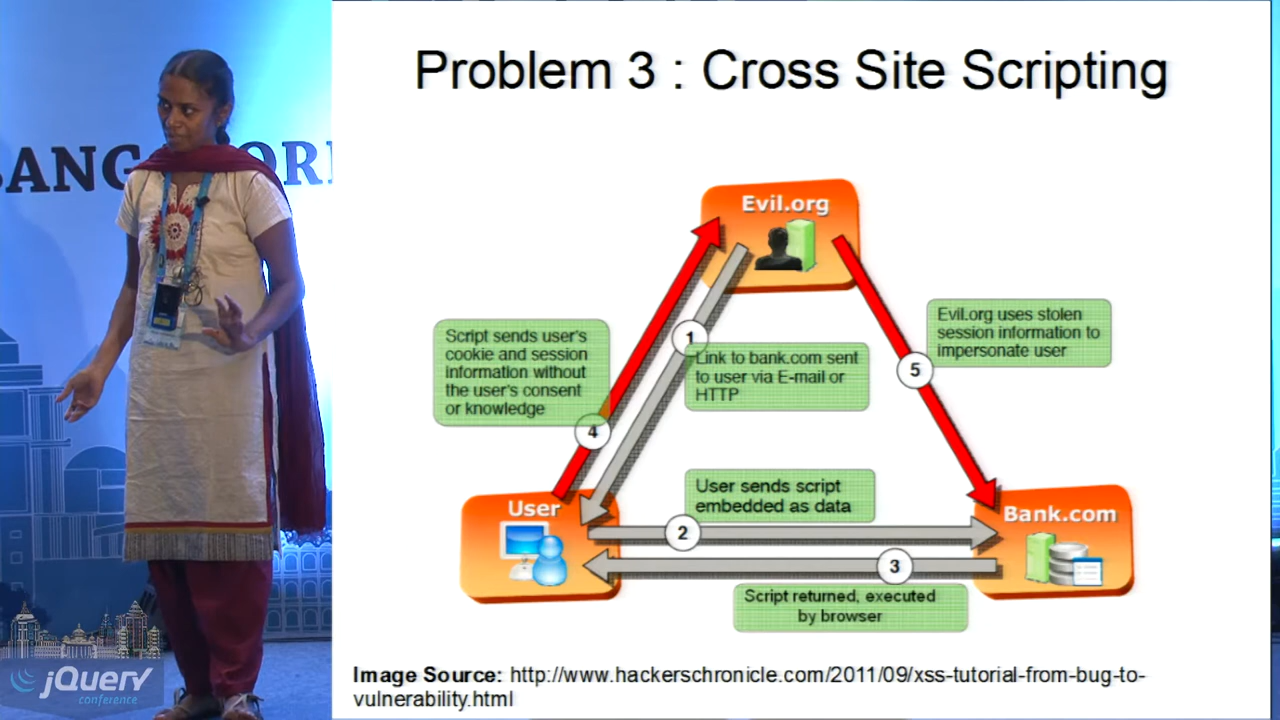 Problem 3 : Cross Site Scripting
BANG ORE
Evil.org
1
Script sends user's
cookie and session
information without
the user's consent
or knowledge
4
Link to bank.com sent
to user via E-mail or
HTTP
Evil.org uses stolen
session information to
impersonate user
5
User sends script
embedded as data
User
2
Bank.com
3
Script returned, executed
by browser
Image Source: http://www.hackerschronicle.com/2011/09/xss-tutorial-from-bug-to-
vulnerability.html
jQuery
conference